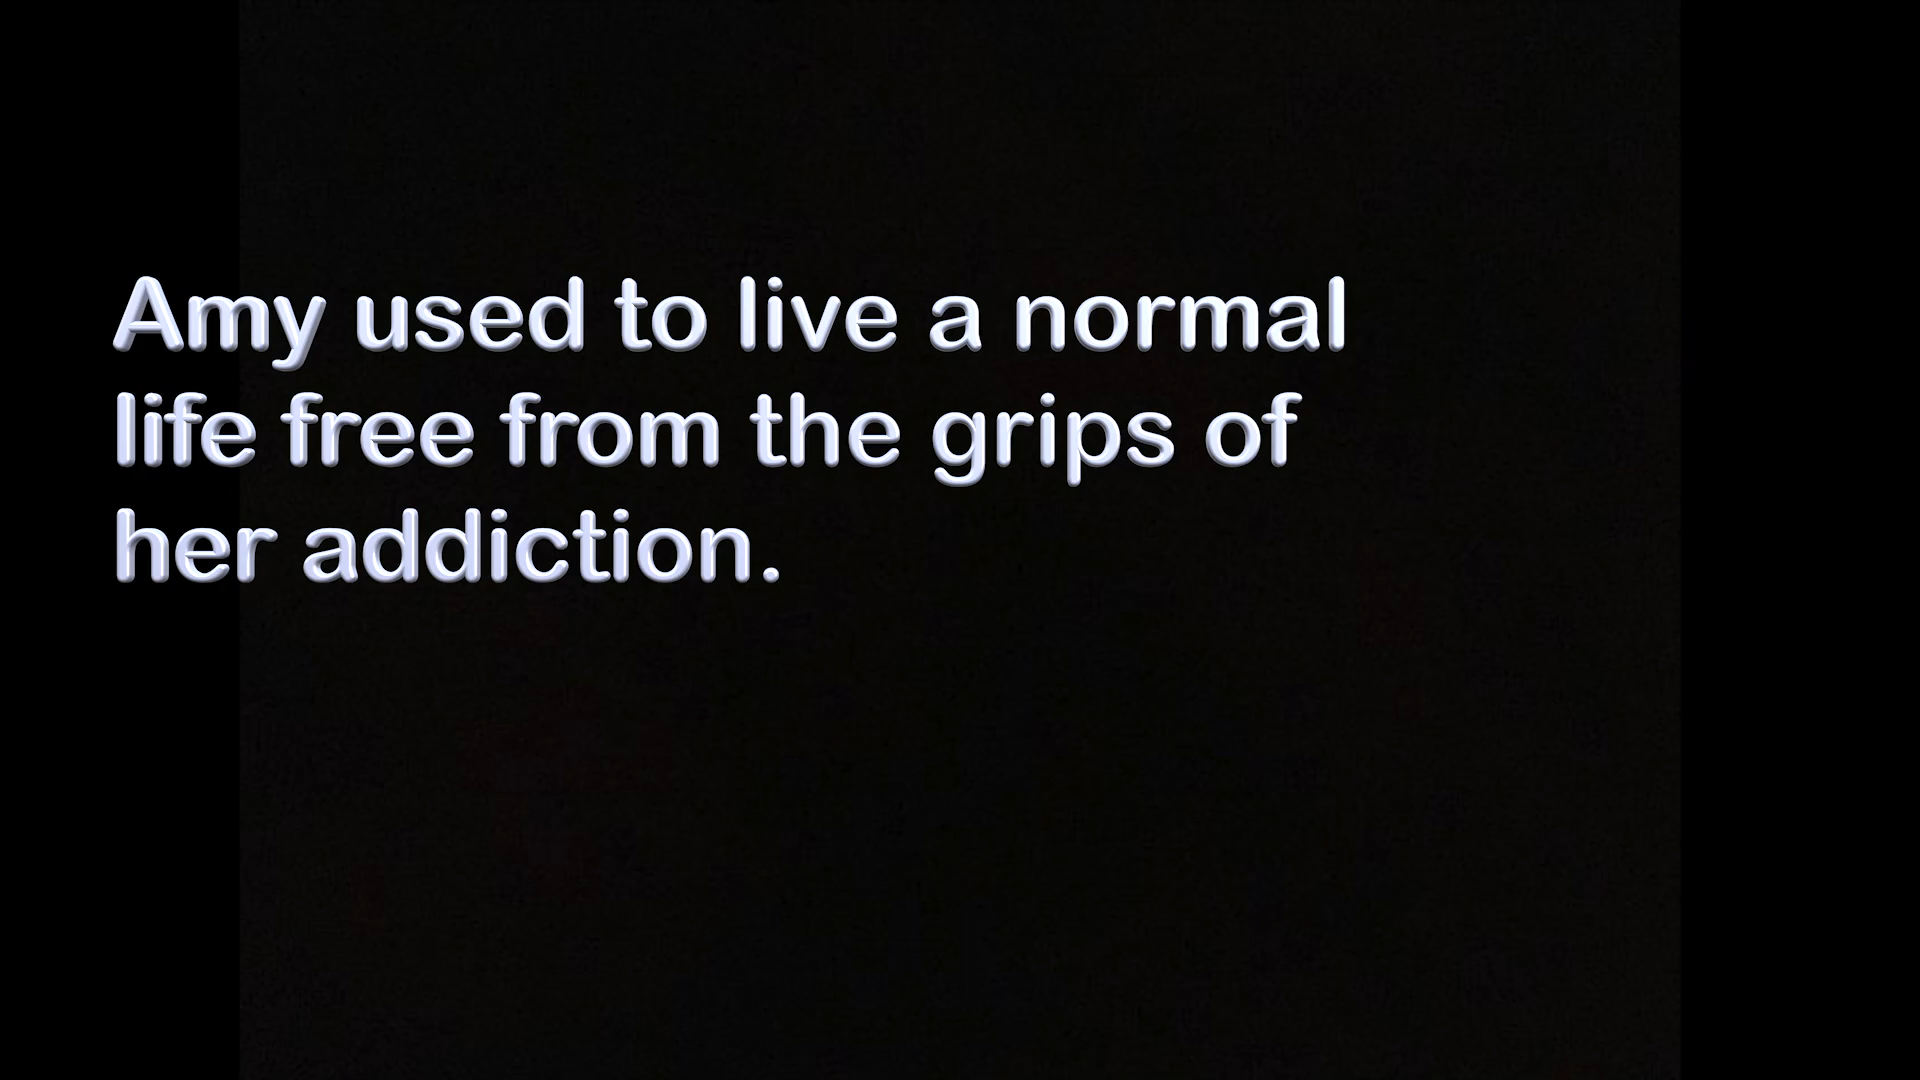 Amy used to live a normal
life free from the grips of
her addiction.